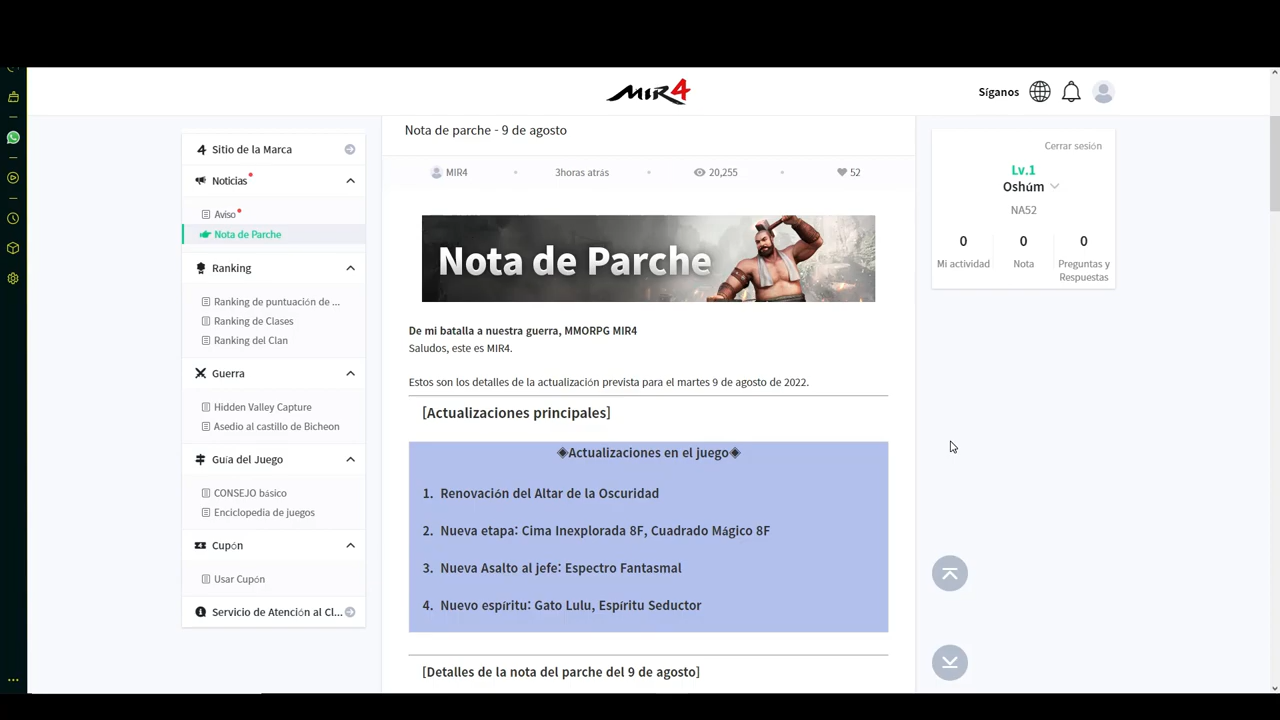 MIR4
Síganos
4 Sitio de la Marca
Noticias
Aviso
Nota de Parche
Ranking
Ranking de puntuación de ...
Ranking de Clases
Ranking del Clan
Guerra
Hidden Valley Capture
Asedio al castillo de Bicheon
Guía del Juego
CONSEJO básico
Enciclopedia de juegos
Cupón
Usar Cupón
Servicio de Atención al Cl...
Nota de parche - 9 de agosto
MIR4 • 3horas atrás • 20,255 • 52
Nota de Parche
De mi batalla a nuestra guerra, MMORPG MIR4
Saludos, este es MIR4.
Estos son los detalles de la actualización prevista para el martes 9 de agosto de 2022.
[Actualizaciones principales]
◈Actualizaciones en el juego◈
1. Renovación del Altar de la Oscuridad
2. Nueva etapa: Cima Inexplorada 8F, Cuadrado Mágico 8F
3. Nueva Asalto al jefe: Espectro Fantasmal
4. Nuevo espíritu: Gato Lulu, Espíritu Seductor
[Detalles de la nota del parche del 9 de agosto]
Cerrar sesión
Lv.1
Oshúm
NA52
0 0 0
Mi actividad Nota Preguntas y
Respuestas